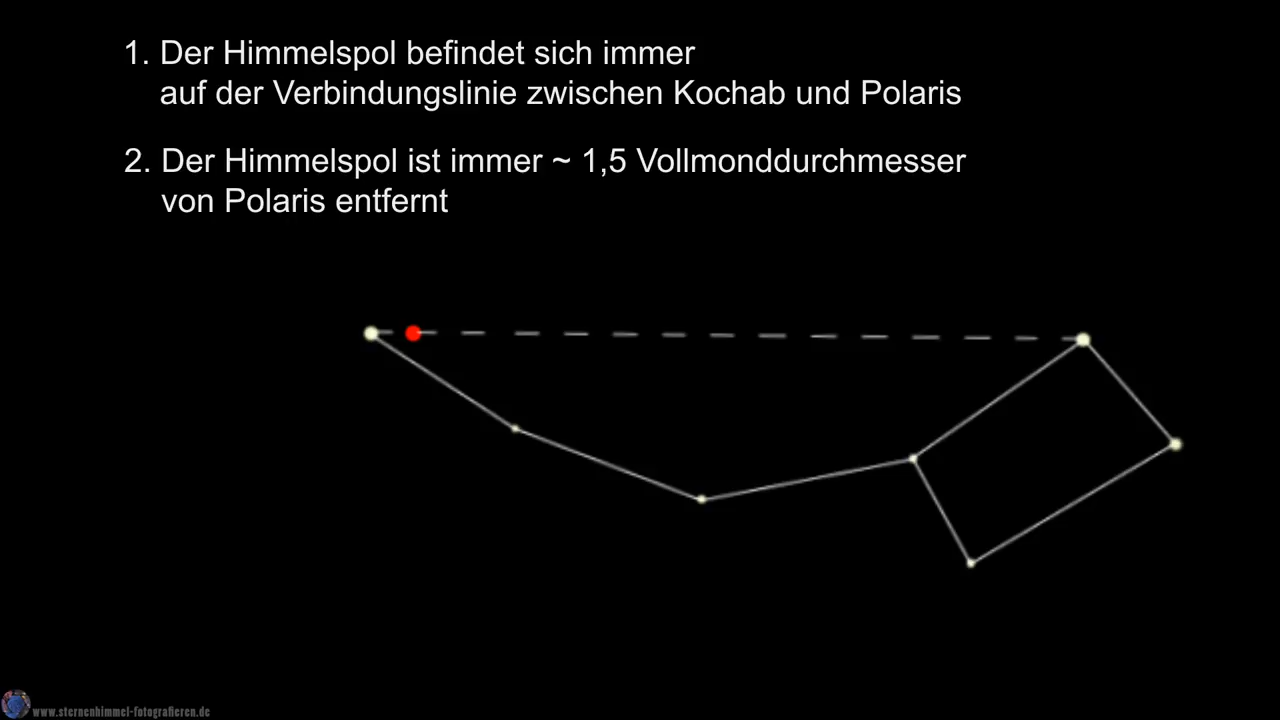 1. Der Himmelspol befindet sich immer
auf der Verbindungslinie zwischen Kochab und Polaris
2. Der Himmelspol ist immer ~ 1,5 Vollmonddurchmesser
von Polaris entfernt
www.sternenhimmel-fotografieren.de